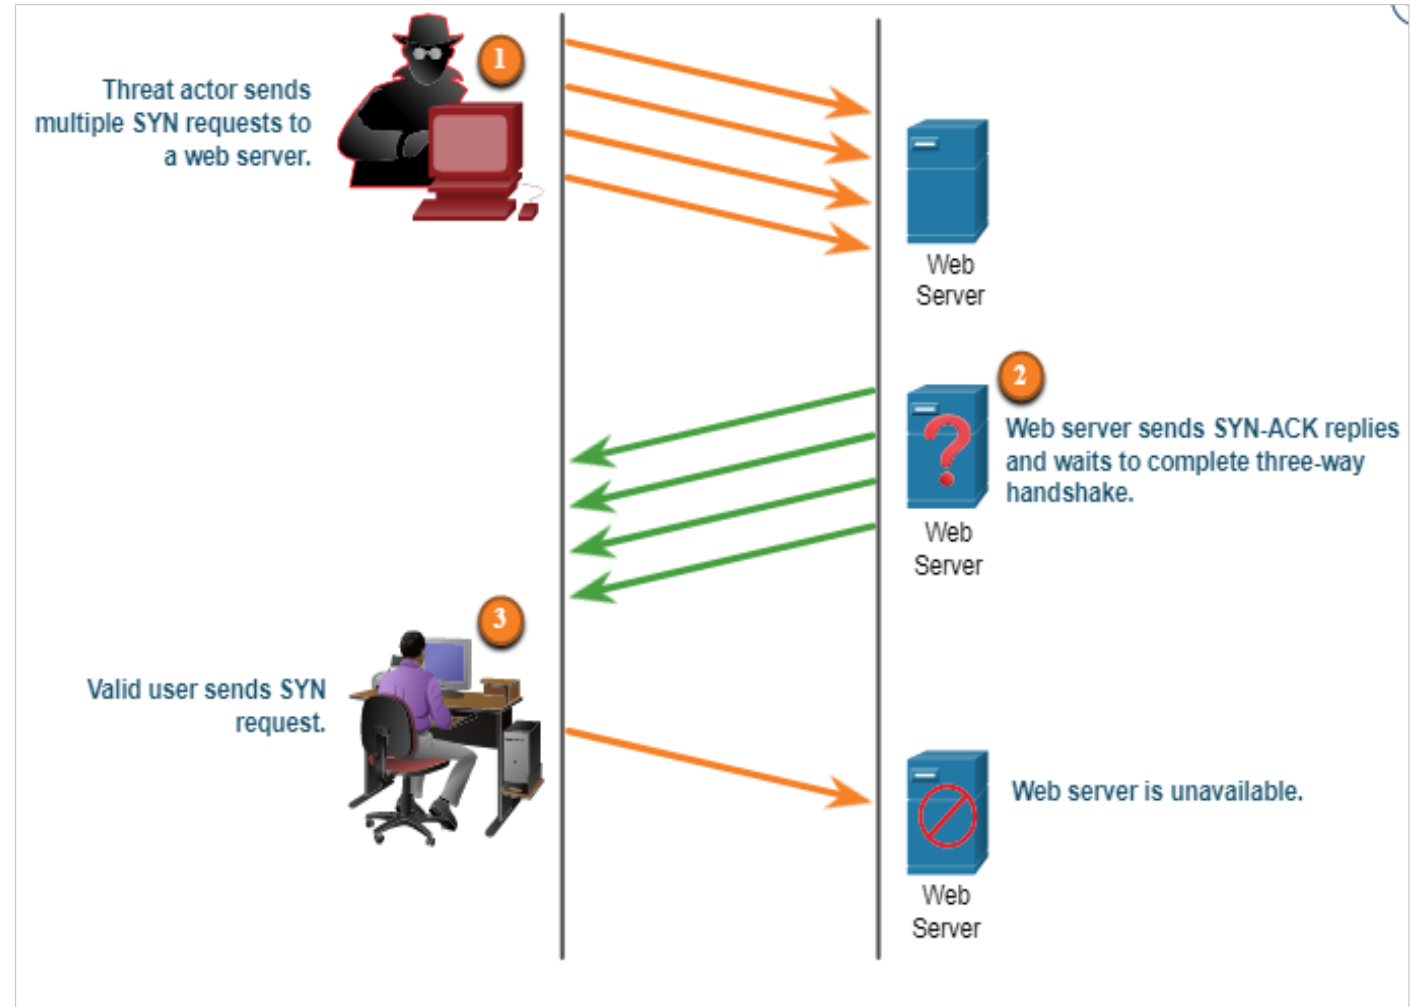 1
Threat actor sends
multiple SYN requests to
a web server.
Web
Server
2
Web server sends SYN-ACK replies
and waits to complete three-way
handshake.
Web
Server
3
Valid user sends SYN
request.
Web server is unavailable.
Web
Server